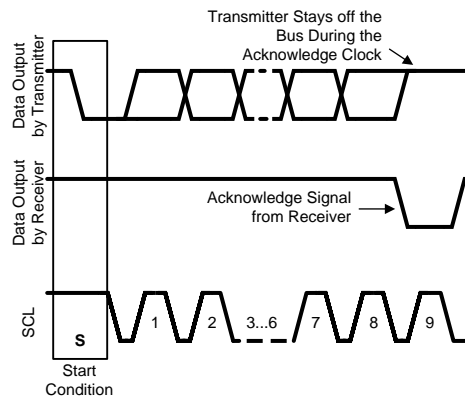 Transmitter Stays off the
Bus During the
Acknowledge Clock
Data Output
by Transmitter
Data Output
by Receiver
Acknowledge Signal
from Receiver
SCL
S
1
2
3...6
7
8
9
Start
Condition